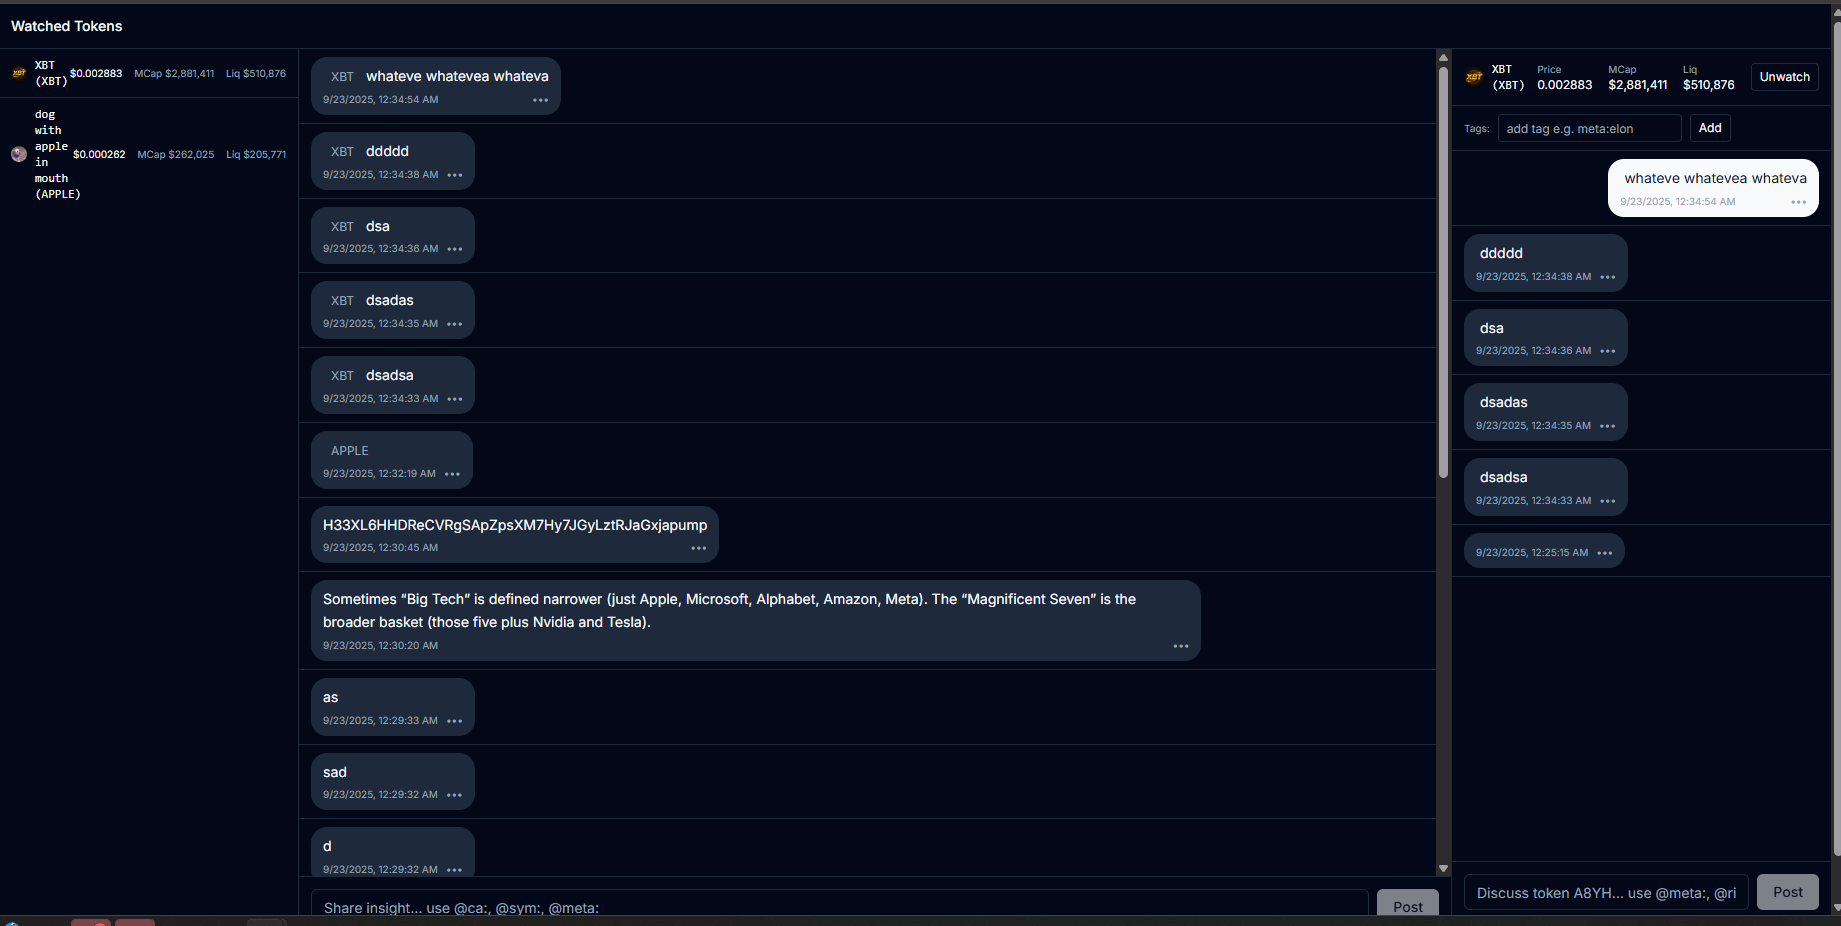 Watched Tokens
XBT
(XBT)
$0.002883 MCap $2,881,411 Liq $510,876
dog
with
apple
in
mouth
(APPLE)
$0.000262 MCap $262,025 Liq $205,771
XBT whateve whatevea whateva
9/23/2025, 12:34:54 AM
XBT ddddd
9/23/2025, 12:34:38 AM
XBT dsa
9/23/2025, 12:34:36 AM
XBT dsadas
9/23/2025, 12:34:35 AM
XBT dsadsa
9/23/2025, 12:34:33 AM
APPLE
9/23/2025, 12:32:19 AM
H33XL6HHDReCVRgSApZpsXM7Hy7JGyLztRJaGxjapump
9/23/2025, 12:30:45 AM
Sometimes “Big Tech” is defined narrower (just Apple, Microsoft, Alphabet, Amazon, Meta). The “Magnificent Seven” is the
broader basket (those five plus Nvidia and Tesla).
9/23/2025, 12:30:20 AM
as
9/23/2025, 12:29:33 AM
sad
9/23/2025, 12:29:32 AM
d
9/23/2025, 12:29:32 AM
Share insight... use @ca:, @sym:, @meta:
Post
XBT
XBT
(XBT)
Price
0.002883
MCap
$2,881,411
Liq
$510,876
Unwatch
Tags: add tag e.g. meta:elon Add
whateve whatevea whateva
9/23/2025, 12:34:54 AM
ddddd
9/23/2025, 12:34:38 AM
dsa
9/23/2025, 12:34:36 AM
dsadas
9/23/2025, 12:34:35 AM
dsadsa
9/23/2025, 12:34:33 AM
9/23/2025, 12:25:15 AM
Discuss token A8YH... use @meta:, @ri
Post